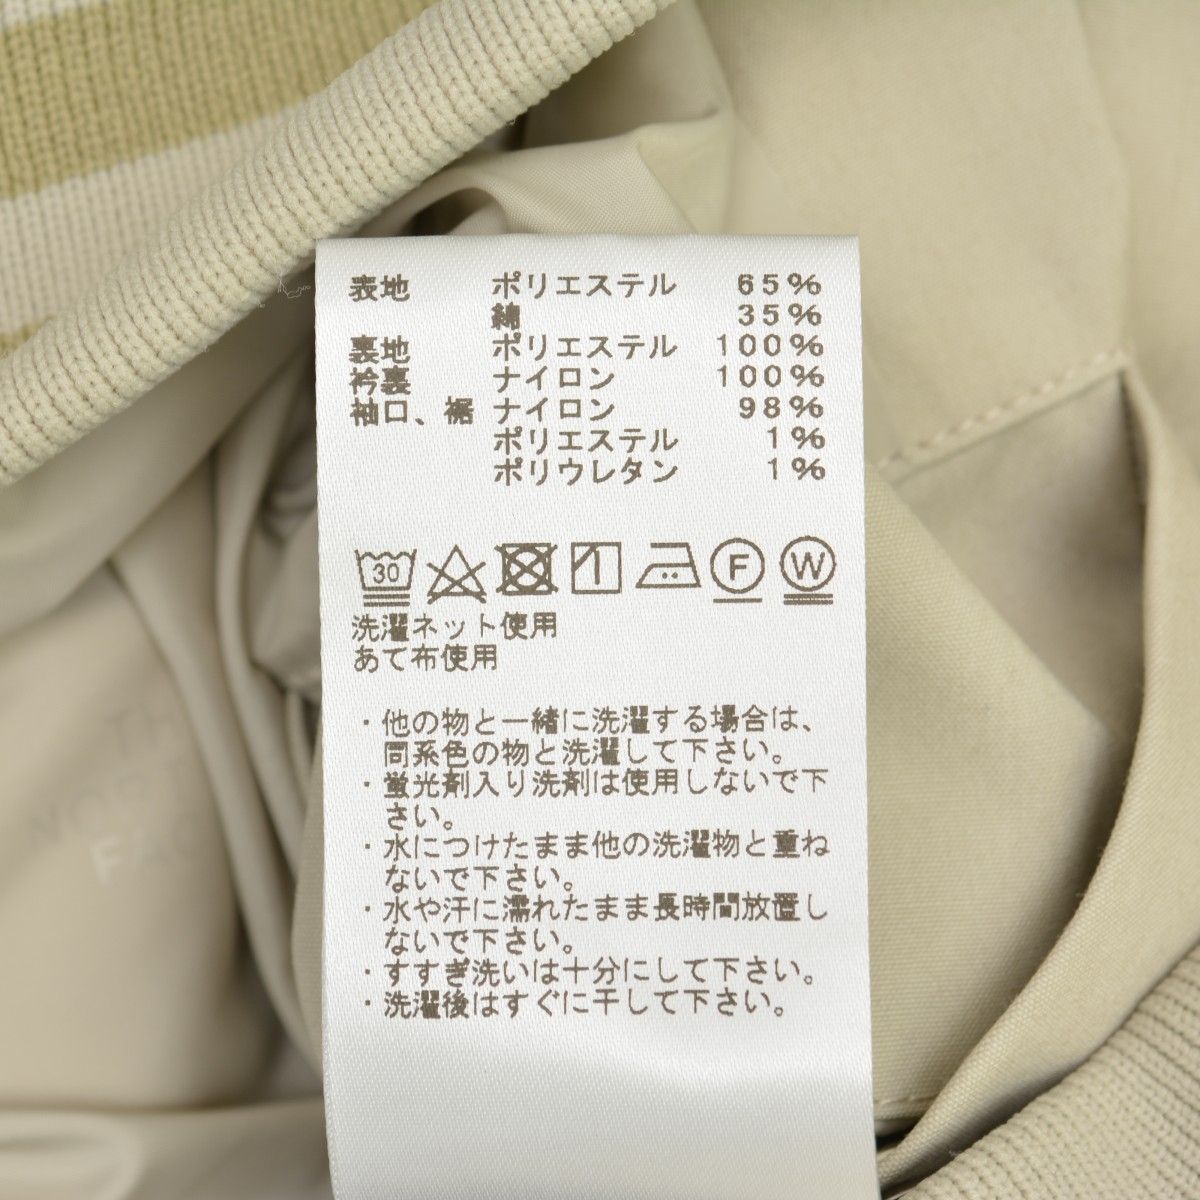 表地 ポリエステル 65%
綿 35%
裏地 ポリエステル 100%
衿裏 ナイロン 100%
袖口、裾 ナイロン 98%
ポリエステル 1%
ポリウレタン 1%
30 F W
洗濯ネット使用
あて布使用
・他の物と一緒に洗濯する場合は、
同系色の物と洗濯して下さい。
・蛍光剤入り洗剤は使用しないで下
さい。
・水につけたまま他の洗濯物と重ね
ないで下さい。
・水や汗に濡れたまま長時間放置し
ないで下さい。
・すすぎ洗いは十分にして下さい。
・洗濯後はすぐに干して下さい。